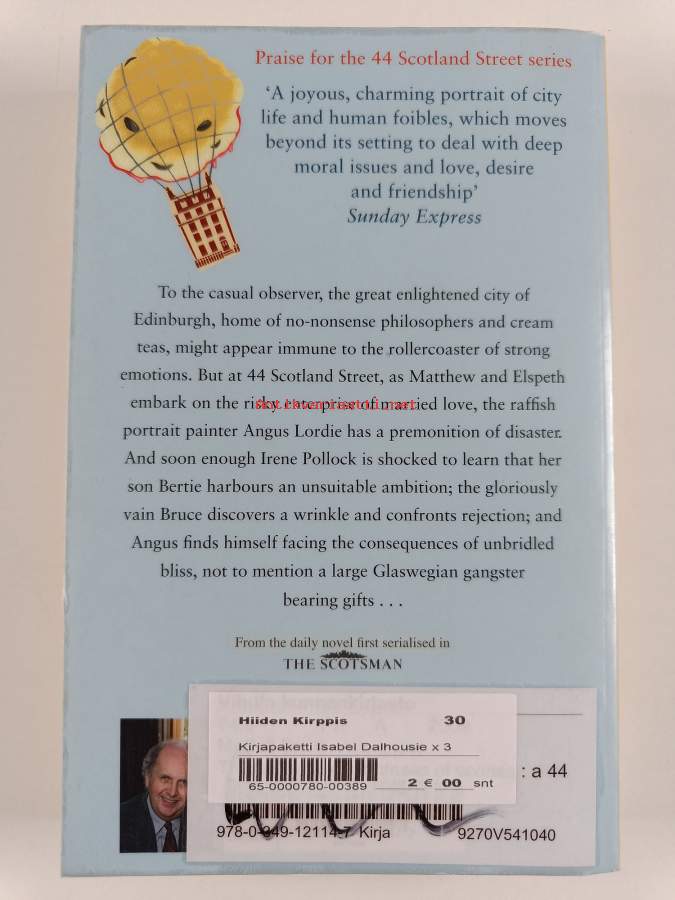 Praise for the 44 Scotland Street series
‘A joyous, charming portrait of city
life and human foibles, which moves
beyond its setting to deal with deep
moral issues and love, desire
and friendship’
Sunday Express
To the casual observer, the great enlightened city of
Edinburgh, home of no-nonsense philosophers and cream
teas, might appear immune to the rollercoaster of strong
emotions. But at 44 Scotland Street, as Matthew and Elspeth
embark on the risky enterprise of married love, the raffish
portrait painter Angus Lordie has a premonition of disaster.
And soon enough Irene Pollock is shocked to learn that her
son Bertie harbours an unsuitable ambition; the gloriously
vain Bruce discovers a wrinkle and confronts rejection; and
Angus finds himself facing the consequences of unbridled
bliss, not to mention a large Glaswegian gangster
bearing gifts . . .
From the daily novel first serialised in
THE SCOTSMAN
Hiiden Kirppis 30
Kirjapaketti Isabel Dalhousie x 3
65-0000780-00389 2 € 00 snt
: a 44
978-0-349-12114-7 Kirja 9270V541040